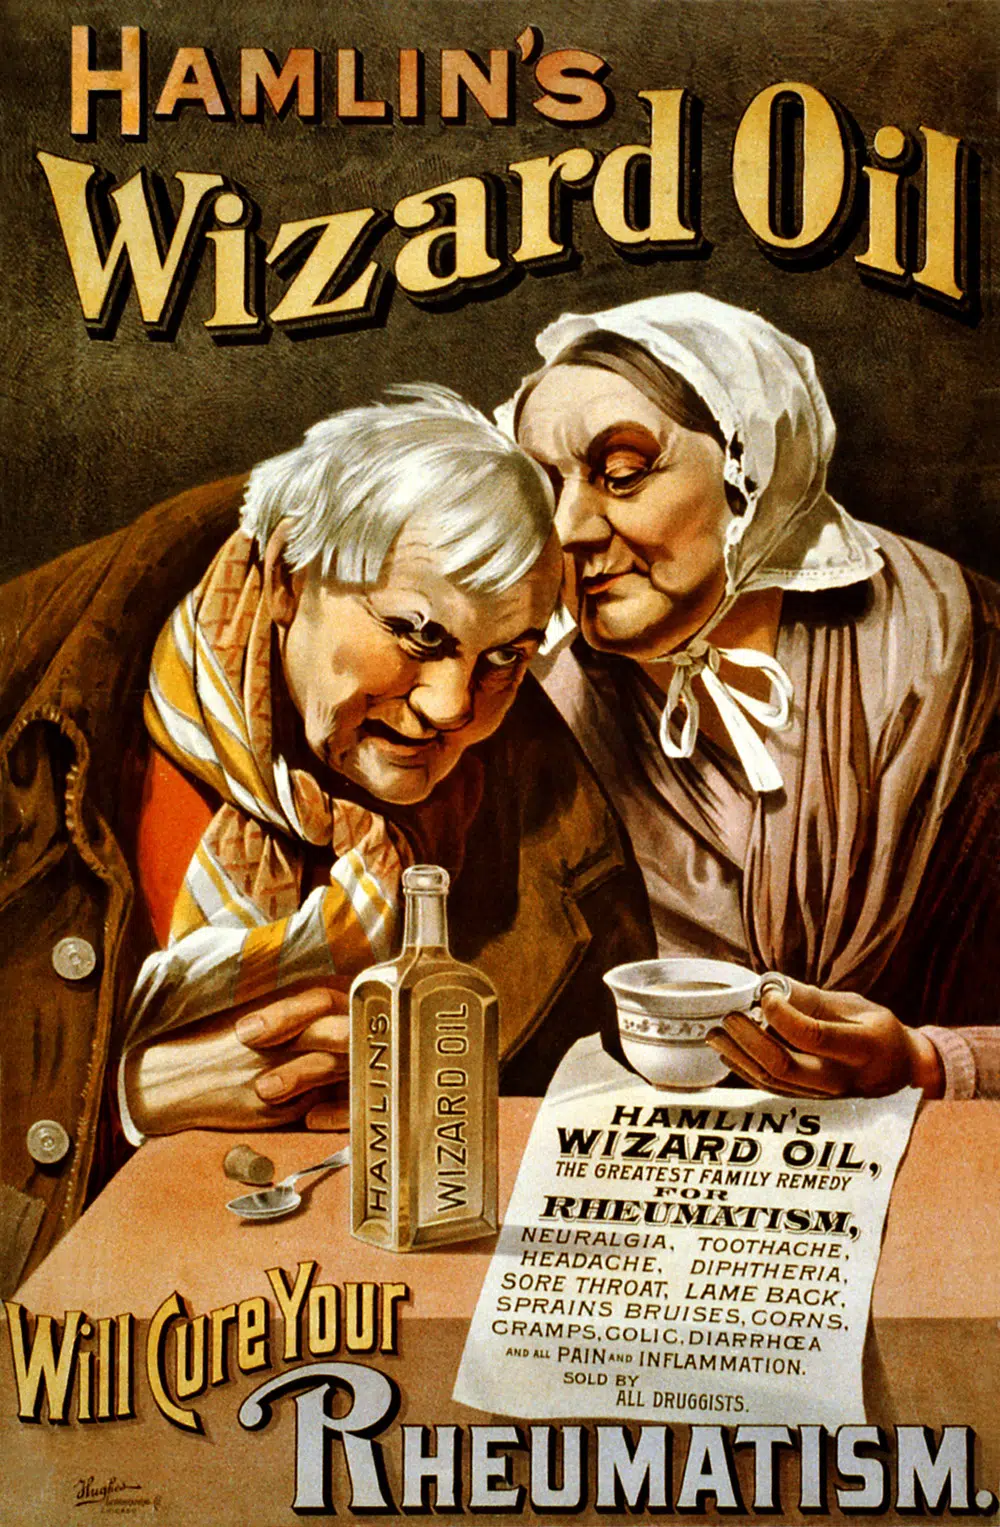 HAMLIN'S
Wizard Oil
HAMLIN'S
WIZARD OIL
HAMLIN'S
WIZARD OIL,
THE GREATEST FAMILY REMEDY
FOR
RHEUMATISM,
NEURALGIA, TOOTHACHE,
HEADACHE, DIPHTHERIA,
SORE THROAT, LAME BACK,
SPRAINS BRUISES, CORNS,
CRAMPS, COLIC, DIARRHŒA
AND ALL PAIN AND INFLAMMATION.
SOLD BY
ALL DRUGGISTS.
Will Cure Your
RHEUMATISM.
Hughes
CHICAGO